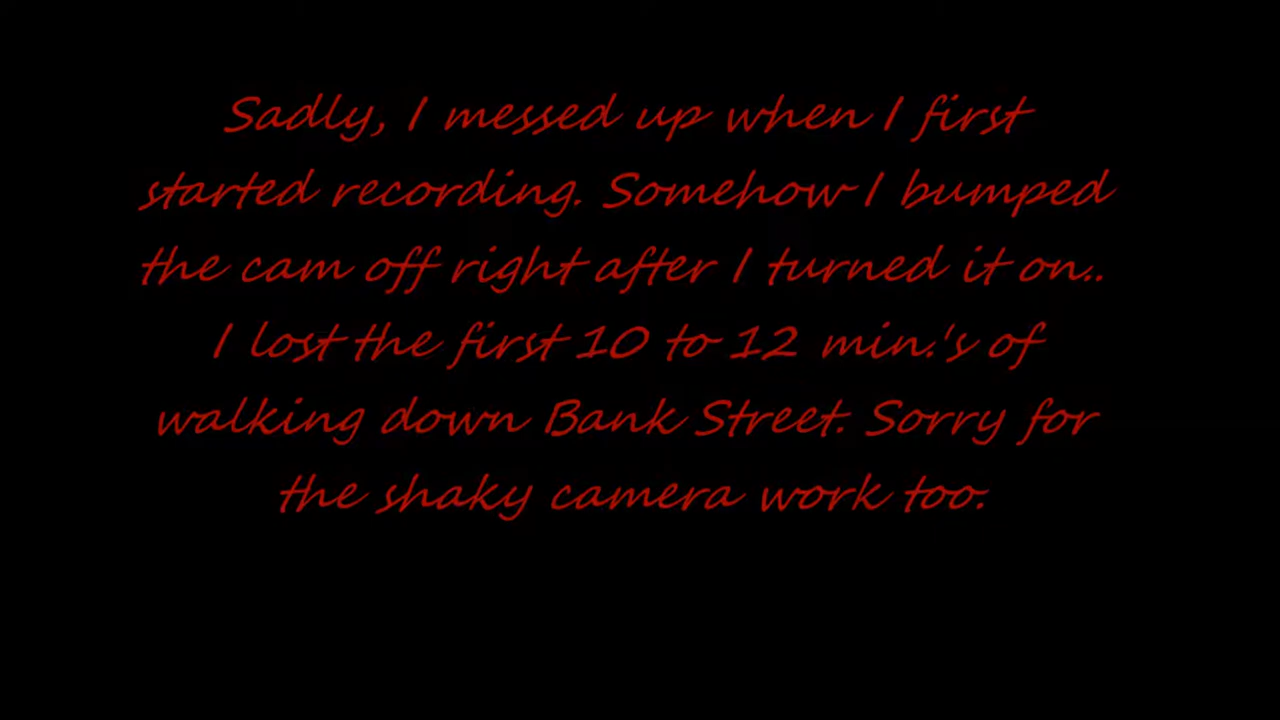 Sadly, I messed up when I first
started recording. Somehow I bumped
the cam off right after I turned it on..
I lost the first 10 to 12 min.'s of
walking down Bank Street. Sorry for
the shaky camera work too.